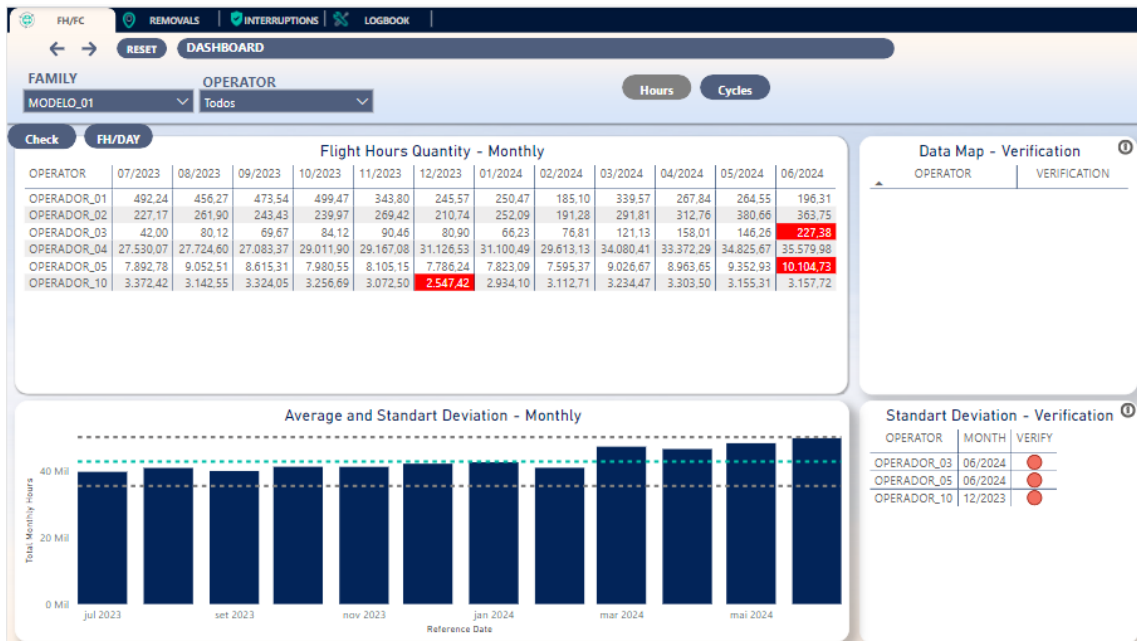 FH/FC REMOVALS INTERRUPTIONS LOGBOOK
RESET DASHBOARD
FAMILY OPERATOR
MODELO_01 Todos Hours Cycles
Check FH/DAY
Flight Hours Quantity - Monthly
OPERATOR 07/2023 08/2023 09/2023 10/2023 11/2023 12/2023 01/2024 02/2024 03/2024 04/2024 05/2024 06/2024
OPERADOR_01 492,24 456,27 473,54 499,47 343,80 245,57 250,47 185,10 339,57 267,84 264,55 196,31
OPERADOR_02 227,17 261,90 243,43 239,97 269,42 210,74 252,09 191,28 291,81 312,76 380,66 363,75
OPERADOR_03 42,00 80,12 69,67 84,12 90,46 80,90 66,23 76,81 121,13 158,01 146,26 227,38
OPERADOR_04 27.530,07 27.724,60 27.083,37 29.011,90 29.167,08 31.126,53 31.100,49 29.613,13 34.080,41 33.372,29 34.825,67 35.579,98
OPERADOR_05 7.892,78 9.052,51 8.615,31 7.980,55 8.105,15 7.786,24 7.823,09 7.595,37 9.026,67 8.963,65 9.352,93 10.104,73
OPERADOR_10 3.372,42 3.142,55 3.324,05 3.256,69 3.072,50 2.547,42 2.934,10 3.112,71 3.234,47 3.303,50 3.155,31 3.157,72
Data Map - Verification
OPERATOR VERIFICATION
Average and Standart Deviation - Monthly
Total Monthly Hours
40 Mil
20 Mil
0 Mil
jul 2023 set 2023 nov 2023 jan 2024 mar 2024 mai 2024
Reference Date
Standart Deviation - Verification
OPERATOR MONTH VERIFY
OPERADOR_03 06/2024
OPERADOR_05 06/2024
OPERADOR_10 12/2023